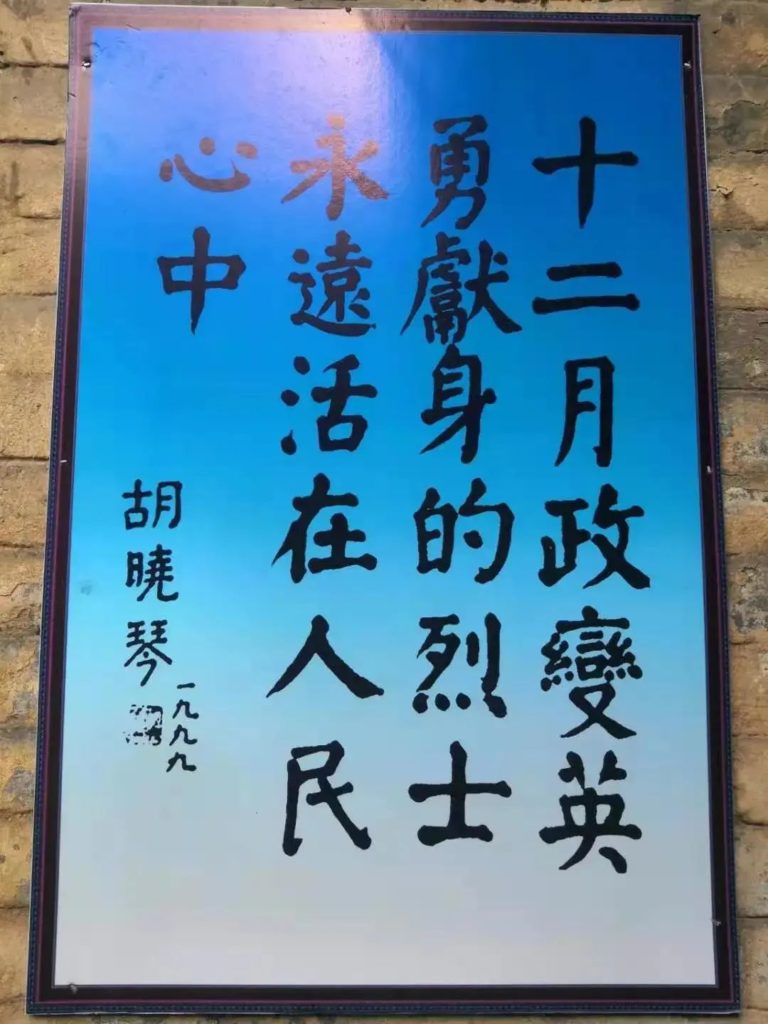 十二月政變英
勇獻身的烈士
永遠活在人民
心中
胡曉琴
一九九九